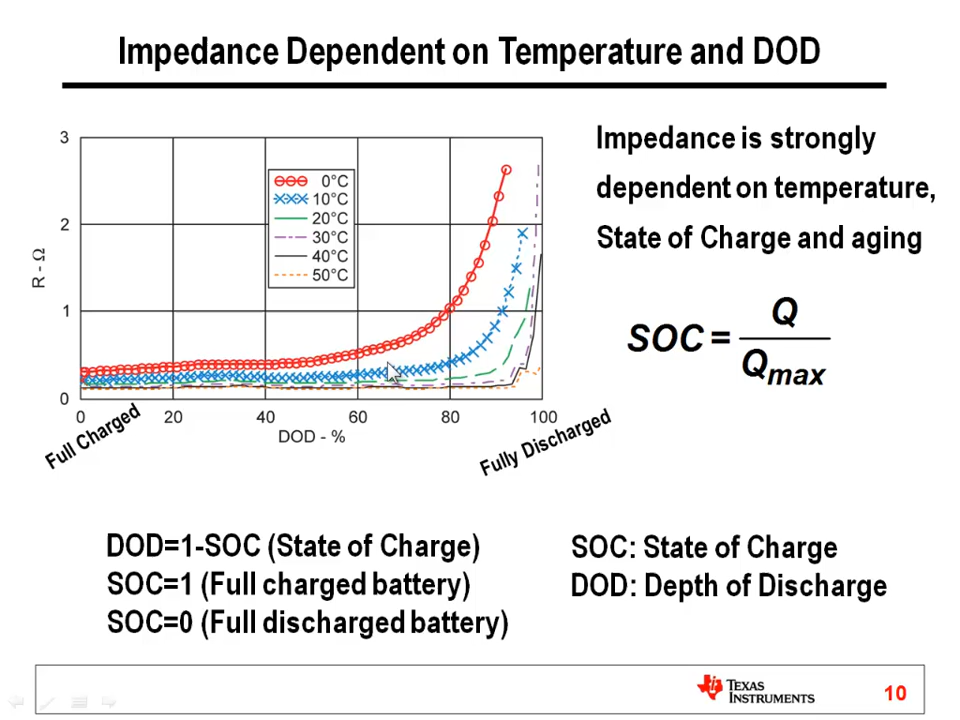 Impedance Dependent on Temperature and DOD
3
2
1
0
R - Ω
0°C
10°C
20°C
30°C
40°C
50°C
0
20
40
60
80
100
DOD - %
Full Charged
Fully Discharged
Impedance is strongly
dependent on temperature,
State of Charge and aging
SOC = Q / Qmax
DOD=1-SOC (State of Charge)
SOC=1 (Full charged battery)
SOC=0 (Full discharged battery)
SOC: State of Charge
DOD: Depth of Discharge
TEXAS
INSTRUMENTS
10